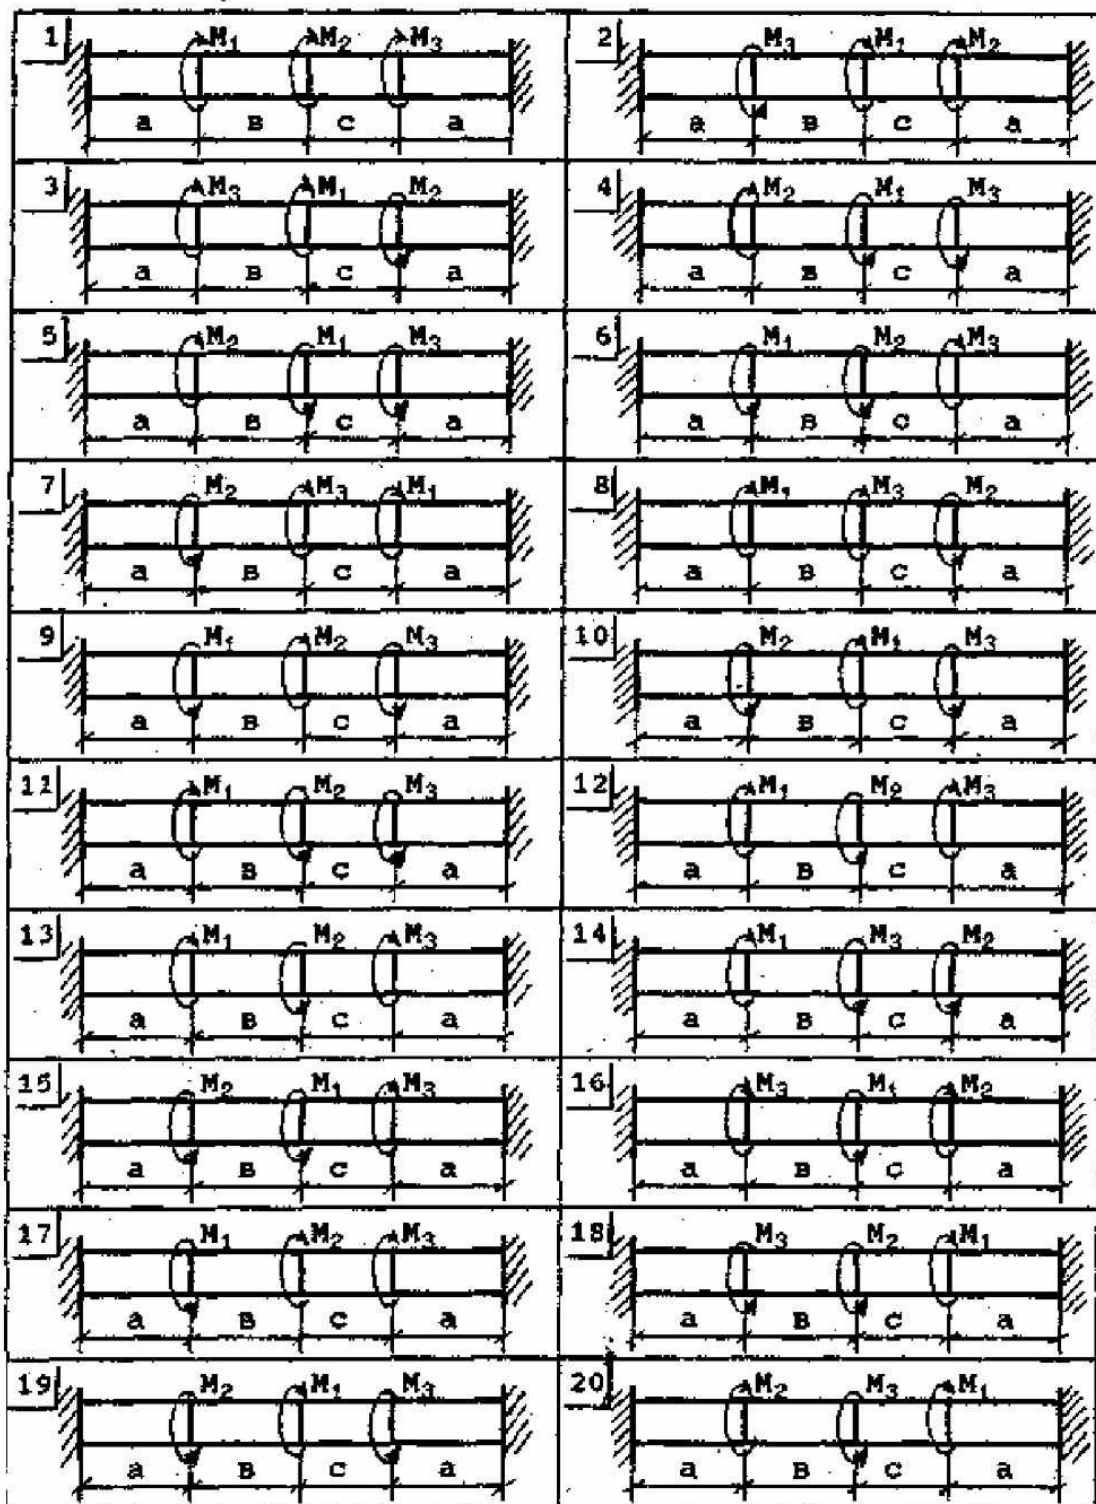 1 M₁ M₂ M₃
a в c a
2 M₃ M₁ M₂
a в c a
3 M₃ M₁ M₂
a в c a
4 M₂ M₁ M₃
a в c a
5 M₂ M₁ M₃
a в c a
6 M₁ M₂ M₃
a в c a
7 M₂ M₃ M₁
a в c a
8 M₁ M₃ M₂
a в c a
9 M₁ M₂ M₃
a в c a
10 M₂ M₁ M₃
a в c a
11 M₁ M₂ M₃
a в c a
12 M₁ M₂ M₃
a в c a
13 M₁ M₂ M₃
a в c a
14 M₁ M₃ M₂
a в c a
15 M₂ M₁ M₃
a в c a
16 M₃ M₁ M₂
a в c a
17 M₁ M₂ M₃
a в c a
18 M₃ M₂ M₁
a в c a
19 M₂ M₁ M₃
a в c a
20 M₂ M₃ M₁
a в c a